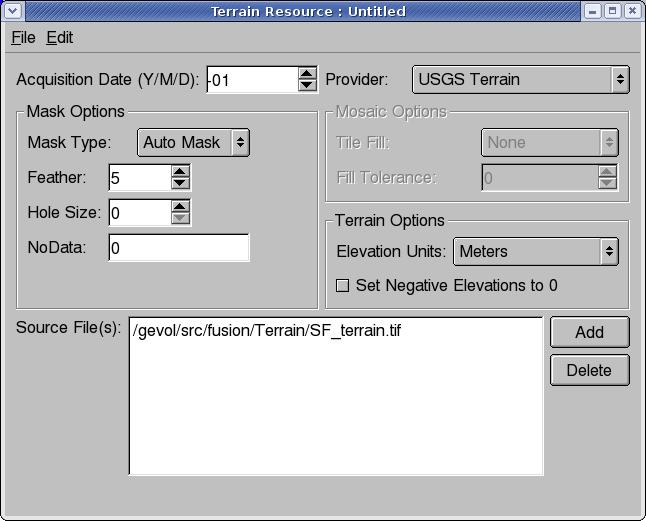 Terrain Resource : Untitled
File Edit
Acquisition Date (Y/M/D): -01 Provider: USGS Terrain
Mask Options
Mask Type: Auto Mask
Feather: 5
Hole Size: 0
NoData: 0
Mosaic Options
Tile Fill: None
Fill Tolerance: 0
Terrain Options
Elevation Units: Meters
Set Negative Elevations to 0
Source File(s): /gevol/src/fusion/Terrain/SF_terrain.tif
Add
Delete